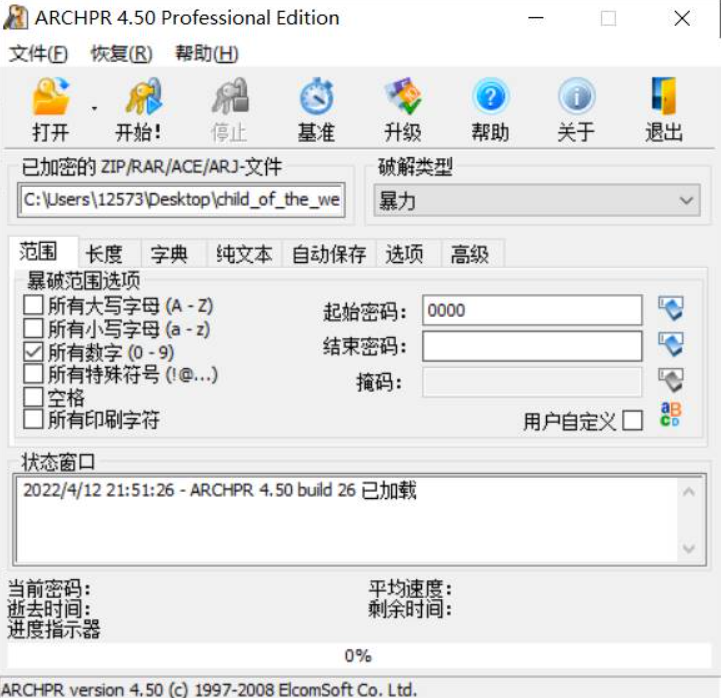 ARCHPR 4.50 Professional Edition
文件(F) 恢复(R) 帮助(H)
打开 开始! 停止 基准 升级 帮助 关于 退出
已加密的 ZIP/RAR/ACE/ARJ-文件 破解类型
C:\Users\12573\Desktop\child_of_the_we 暴力
范围 长度 字典 纯文本 自动保存 选项 高级
暴破范围选项
所有大写字母 (A - Z) 起始密码: 0000
所有小写字母 (a - z)
所有数字 (0 - 9) 结束密码:
所有特殊符号 (!@...) 掩码:
空格
所有印刷字符 用户自定义
状态窗口
2022/4/12 21:51:26 - ARCHPR 4.50 build 26 已加载
当前密码: 平均速度:
逝去时间: 剩余时间:
进度指示器
0%
ARCHPR version 4.50 (c) 1997-2008 ElcomSoft Co. Ltd.